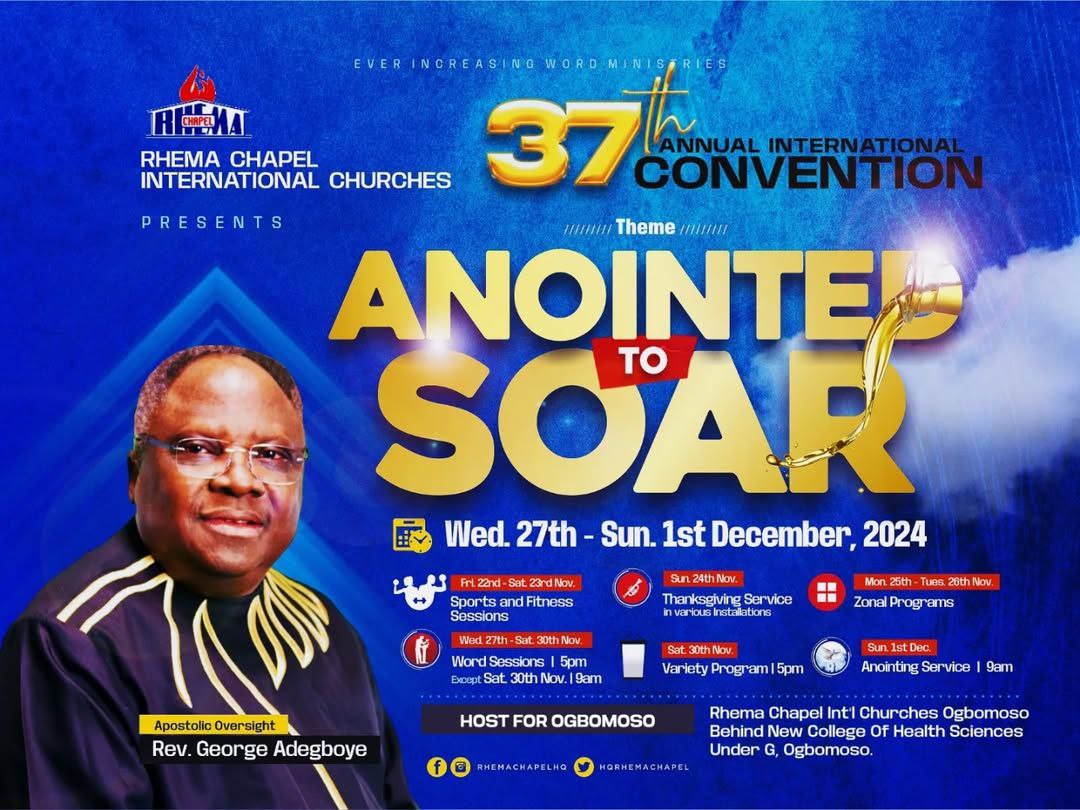 EVER INCREASING WORD MINISTRIES
RHEMA
CHAPEL
RHEMA CHAPEL
INTERNATIONAL CHURCHES
PRESENTS
37th
ANNUAL INTERNATIONAL
CONVENTION
Theme
ANOINTED
TO
SOAR
Wed. 27th - Sun. 1st December, 2024
Fri. 22nd - Sat. 23rd Nov.
Sports and Fitness
Sessions
Sun. 24th Nov.
Thanksgiving Service
in various Installations
Mon. 25th - Tues. 26th Nov.
Zonal Programs
Wed. 27th - Sat. 30th Nov.
Word Sessions | 5pm
Except Sat. 30th Nov. | 9am
Sat. 30th Nov.
Variety Program | 5pm
Sun. 1st Dec.
Anointing Service | 9am
Apostolic Oversight
Rev. George Adegboye
HOST FOR OGBOMOSO
Rhema Chapel Int'l Churches Ogbomoso
Behind New College Of Health Sciences
Under G, Ogbomoso.
RHEMACHAPELHQ
HQRHEMACHAPEL